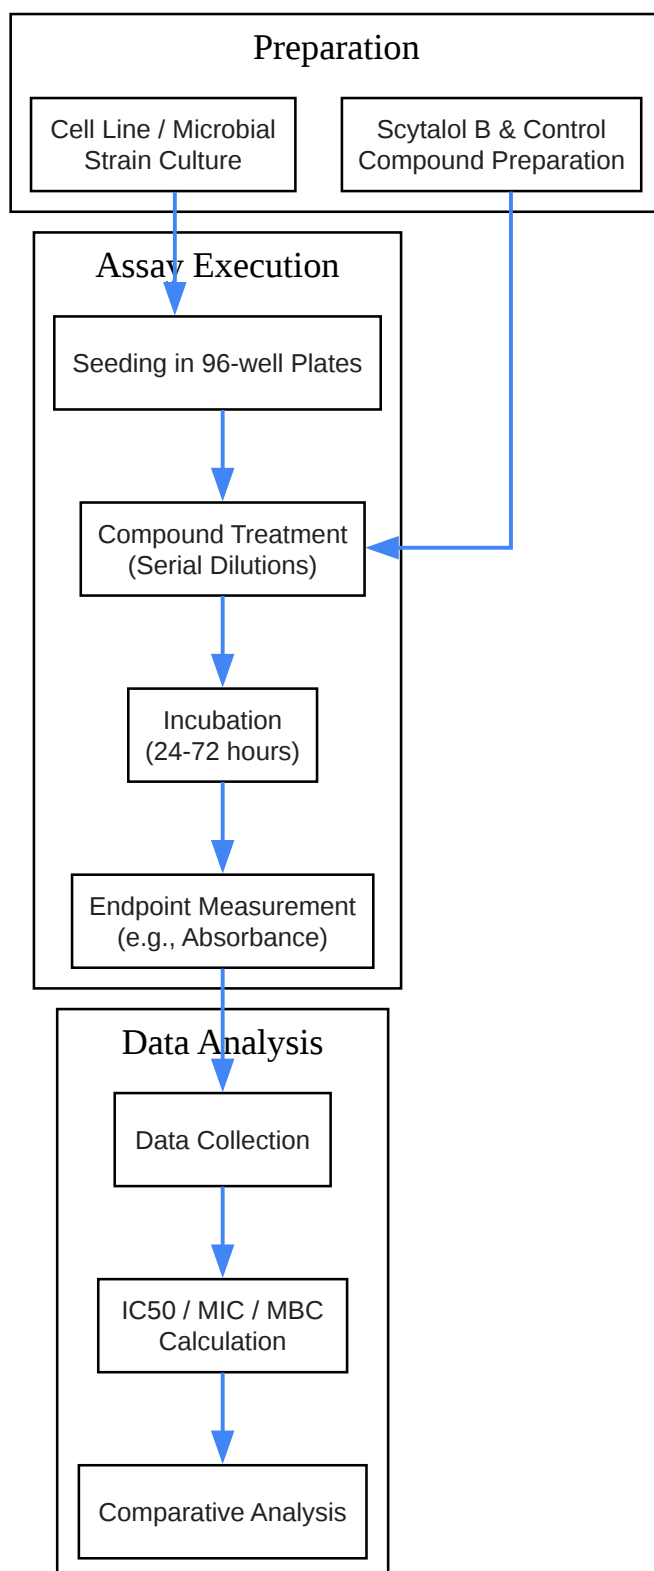 Preparation
Cell Line / Microbial
Strain Culture
Scytalol B & Control
Compound Preparation
Assay Execution
Seeding in 96-well Plates
Compound Treatment
(Serial Dilutions)
Incubation
(24-72 hours)
Endpoint Measurement
(e.g., Absorbance)
Data Analysis
Data Collection
IC50 / MIC / MBC
Calculation
Comparative Analysis